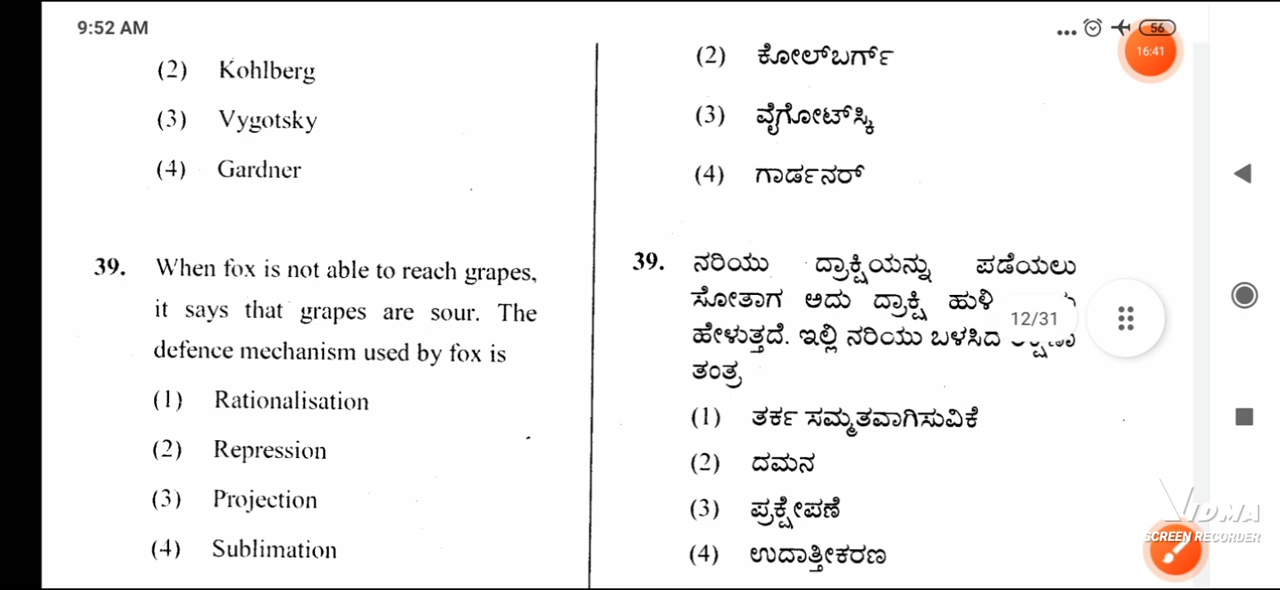 9:52 AM
56
16:41
(2) Kohlberg
(3) Vygotsky
(4) Gardner
39. When fox is not able to reach grapes,
it says that grapes are sour. The
defence mechanism used by fox is
(1) Rationalisation
(2) Repression
(3) Projection
(4) Sublimation
(2) ಕೋಲ್‌ಬರ್ಗ್
(3) ವೈಗೋಟ್‌ಸ್ಕಿ
(4) ಗಾರ್ಡನರ್
39. ನರಿಯು ದ್ರಾಕ್ಷಿಯನ್ನು ಪಡೆಯಲು
ಸೋತಾಗ ಅದು ದ್ರಾಕ್ಷಿ ಹುಳಿ
ಹೇಳುತ್ತದೆ. ಇಲ್ಲಿ ನರಿಯು ಬಳಸಿದ
ತಂತ್ರ
(1) ತರ್ಕ ಸಮ್ಮತವಾಗಿಸುವಿಕೆ
(2) ದಮನ
(3) ಪ್ರಕ್ಷೇಪಣೆ
(4) ಉದಾತ್ತೀಕರಣ
12/31
VIDMA
SCREEN RECORDER